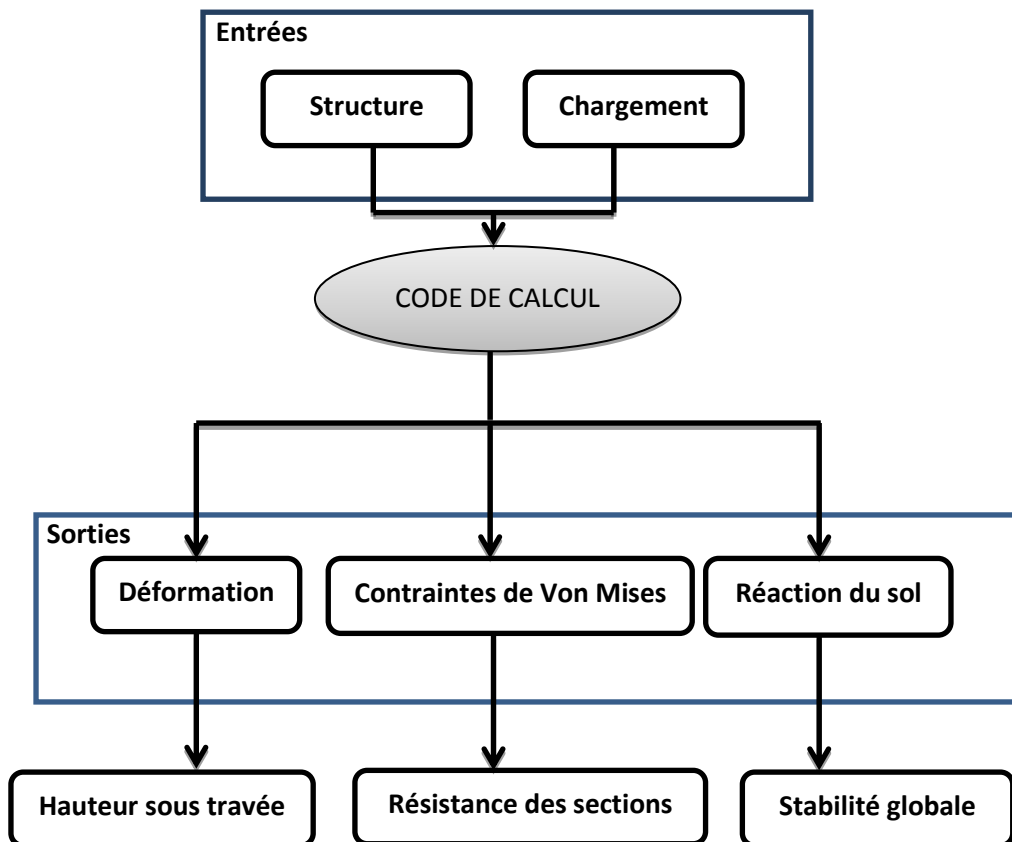 Entrées
Structure
Chargement
CODE DE CALCUL
Sorties
Déformation
Contraintes de Von Mises
Réaction du sol
Hauteur sous travée
Résistance des sections
Stabilité globale